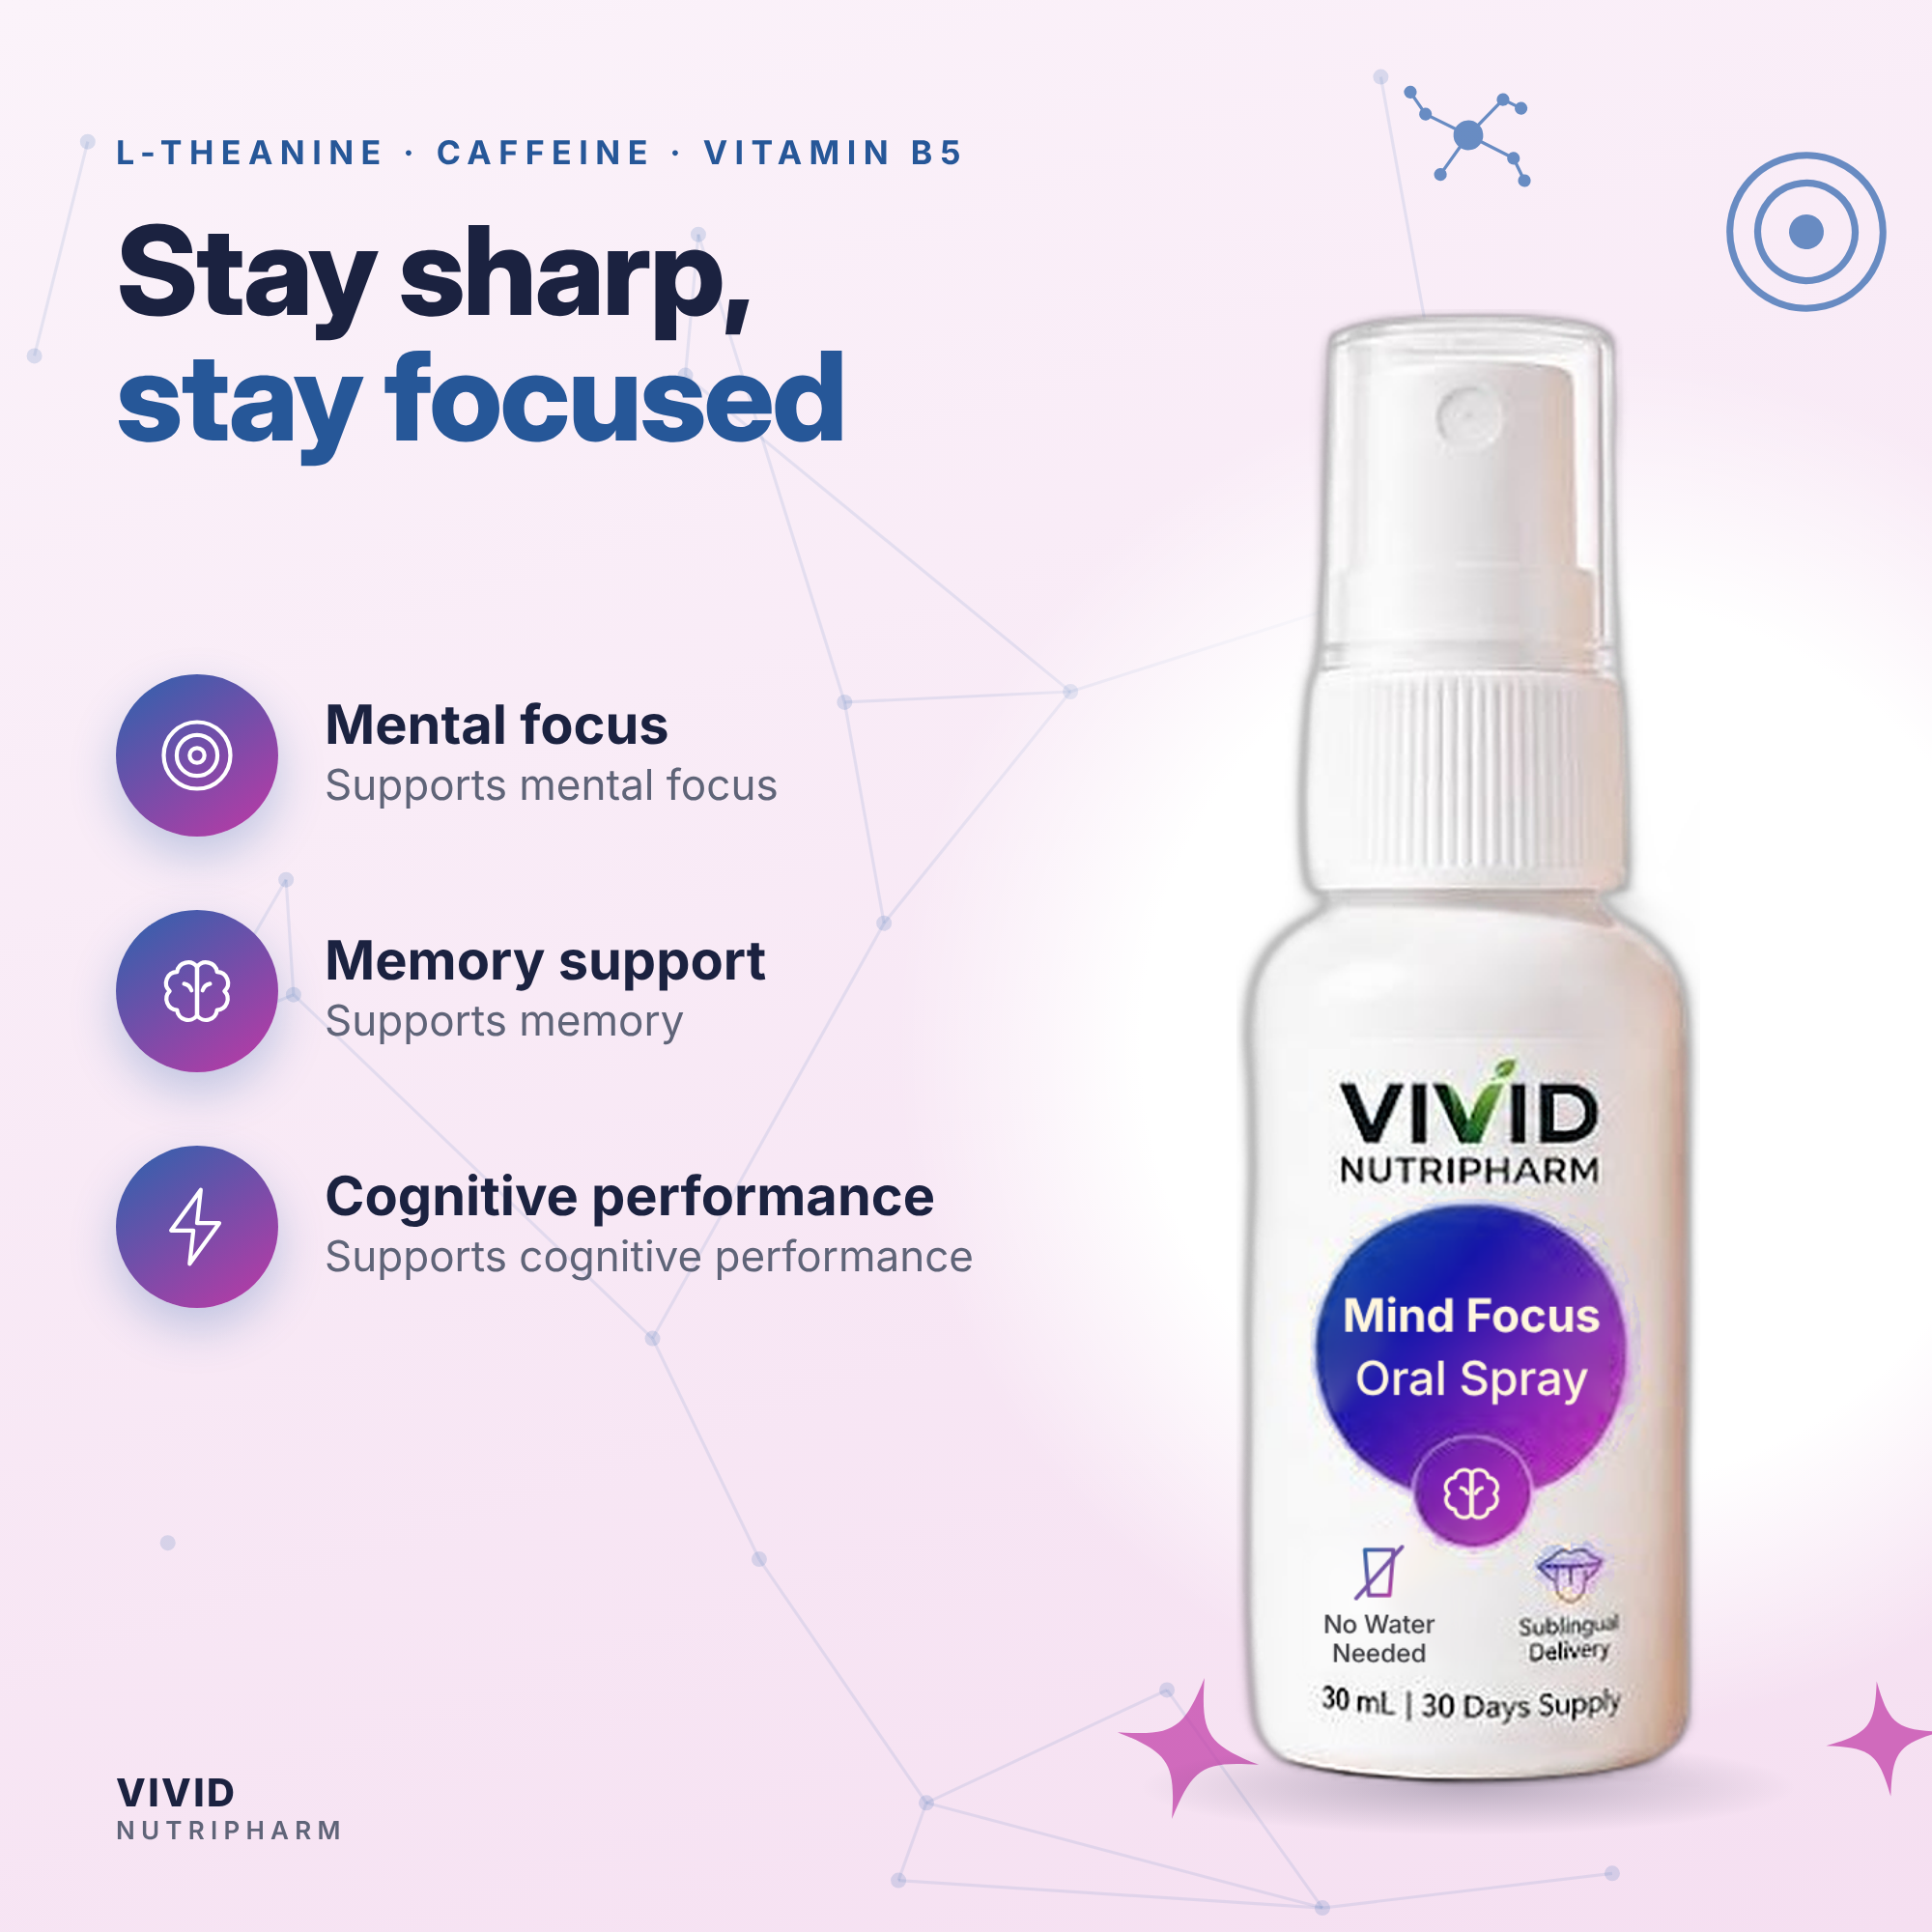 L-THEANINE · CAFFEINE · VITAMIN B5
Stay sharp,
stay focused
Mental focus
Supports mental focus
Memory support
Supports memory
Cognitive performance
Supports cognitive performance
VIVID
NUTRIPHARM
VIVID
NUTRIPHARM
Mind Focus
Oral Spray
No Water
Needed
Sublingual
Delivery
30 mL | 30 Days Supply